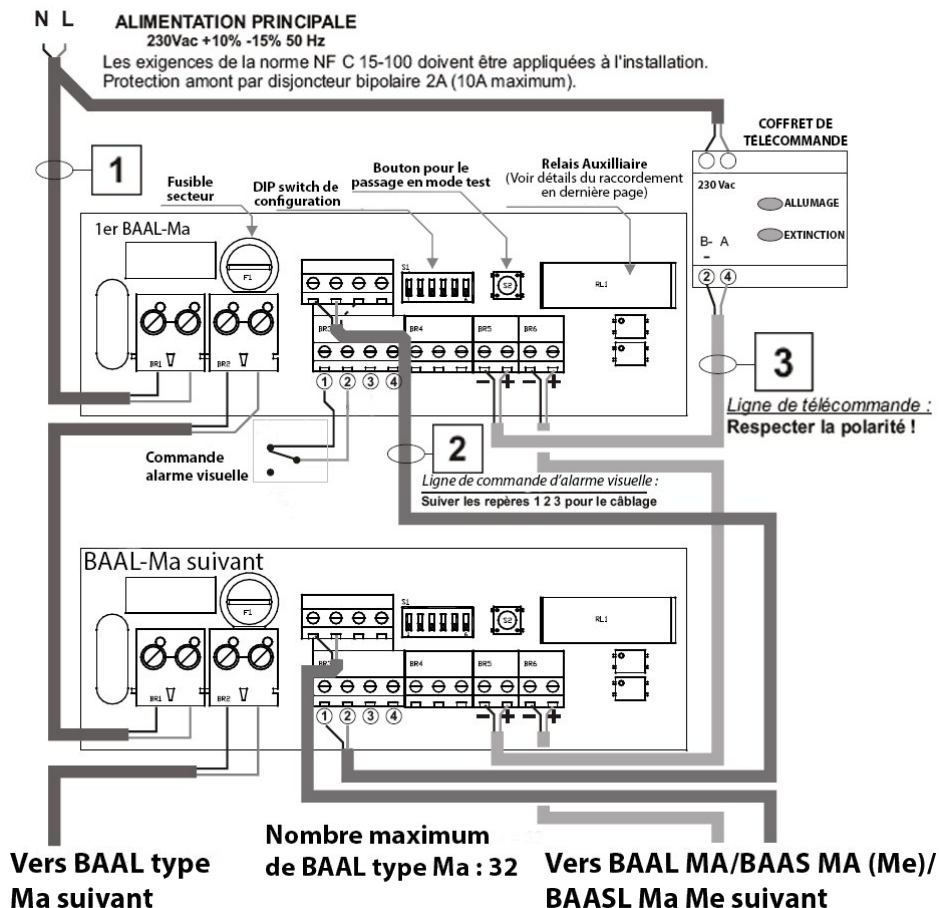 N L
ALIMENTATION PRINCIPALE
230Vac +10% -15% 50 Hz
Les exigences de la norme NF C 15-100 doivent être appliquées à l'installation.
Protection amont par disjoncteur bipolaire 2A (10A maximum).
COFFRET DE
TÉLÉCOMMANDE
230 Vac
ALLUMAGE
EXTINCTION
B- A
-
2 4
1
Fusible
secteur
DIP switch de
configuration
Bouton pour le
passage en mode test
Relais Auxilliaire
(Voir détails du raccordement
en dernière page)
1er BAAL-Ma
F1
S1
S2
RL1
BR1
BR2
BR3
BR4
BR5
BR6
1 2 3 4
- + - +
3
Ligne de télécommande :
Respecter la polarité !
Commande
alarme visuelle
2
Ligne de commande d'alarme visuelle :
Suiver les repères 1 2 3 pour le câblage
BAAL-Ma suivant
F1
S1
S2
RL1
BR1
BR2
BR3
BR4
BR5
BR6
1 2 3 4
- + - +
Vers BAAL type
Ma suivant
Nombre maximum
de BAAL type Ma : 32
Vers BAAL MA/BAAS MA (Me)/
BAASL Ma Me suivant